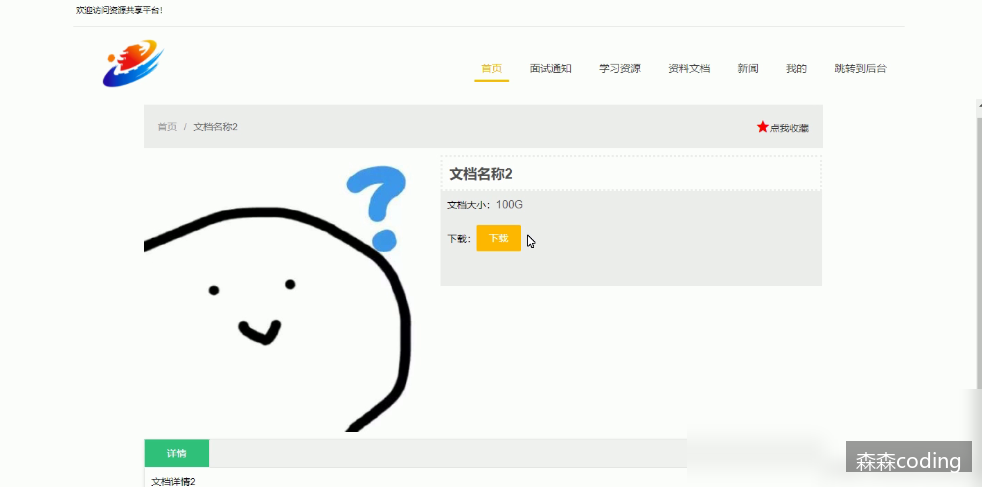 欢迎访问资源共享平台!
首页 面试通知 学习资源 资料文档 新闻 我的 跳转到后台
首页 / 文档名称2 点我收藏
文档名称2
文档大小：100G
下载： 下载
详情
文档详情2
森森coding